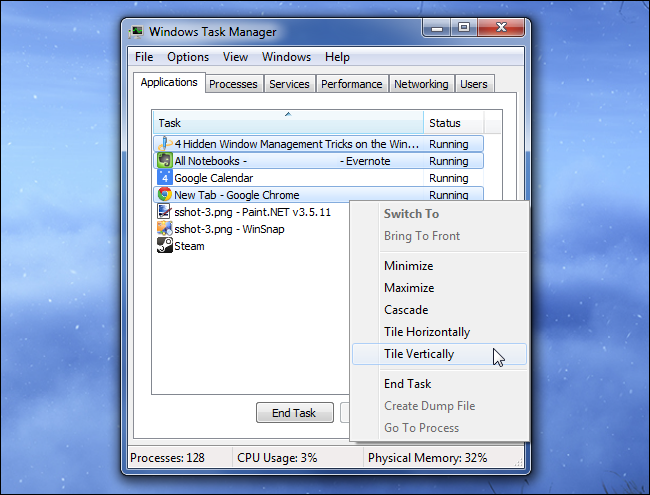 Windows Task Manager
File Options View Windows Help
Applications Processes Services Performance Networking Users
Task Status
4 Hidden Window Management Tricks on the Win... Running
All Notebooks - - Evernote Running
4 Google Calendar Running
New Tab - Google Chrome Running
sshot-3.png - Paint.NET v3.5.11
sshot-3.png - WinSnap
Steam
Switch To
Bring To Front
Minimize
Maximize
Cascade
Tile Horizontally
Tile Vertically
End Task
Create Dump File
Go To Process
End Task
Processes: 128 CPU Usage: 3% Physical Memory: 32%